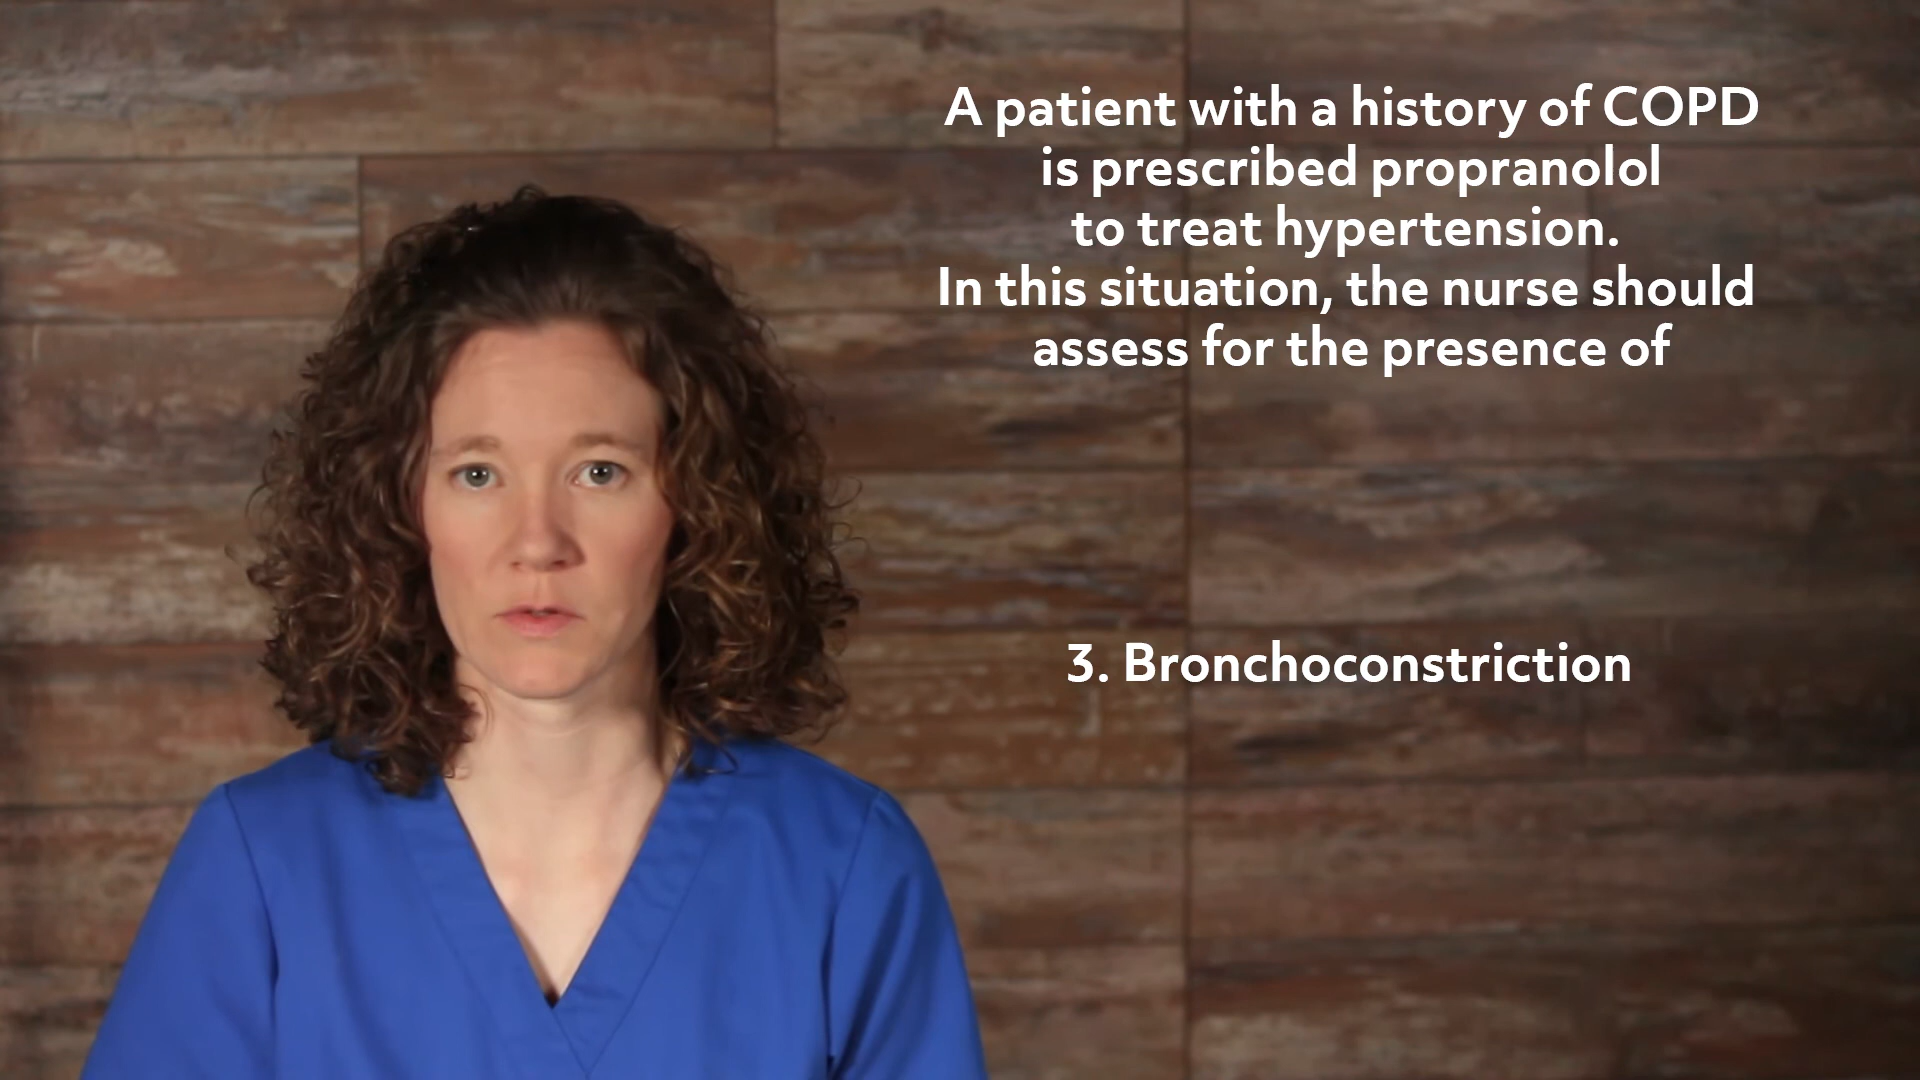 A patient with a history of COPD
is prescribed propranolol
to treat hypertension.
In this situation, the nurse should
assess for the presence of
3. Bronchoconstriction